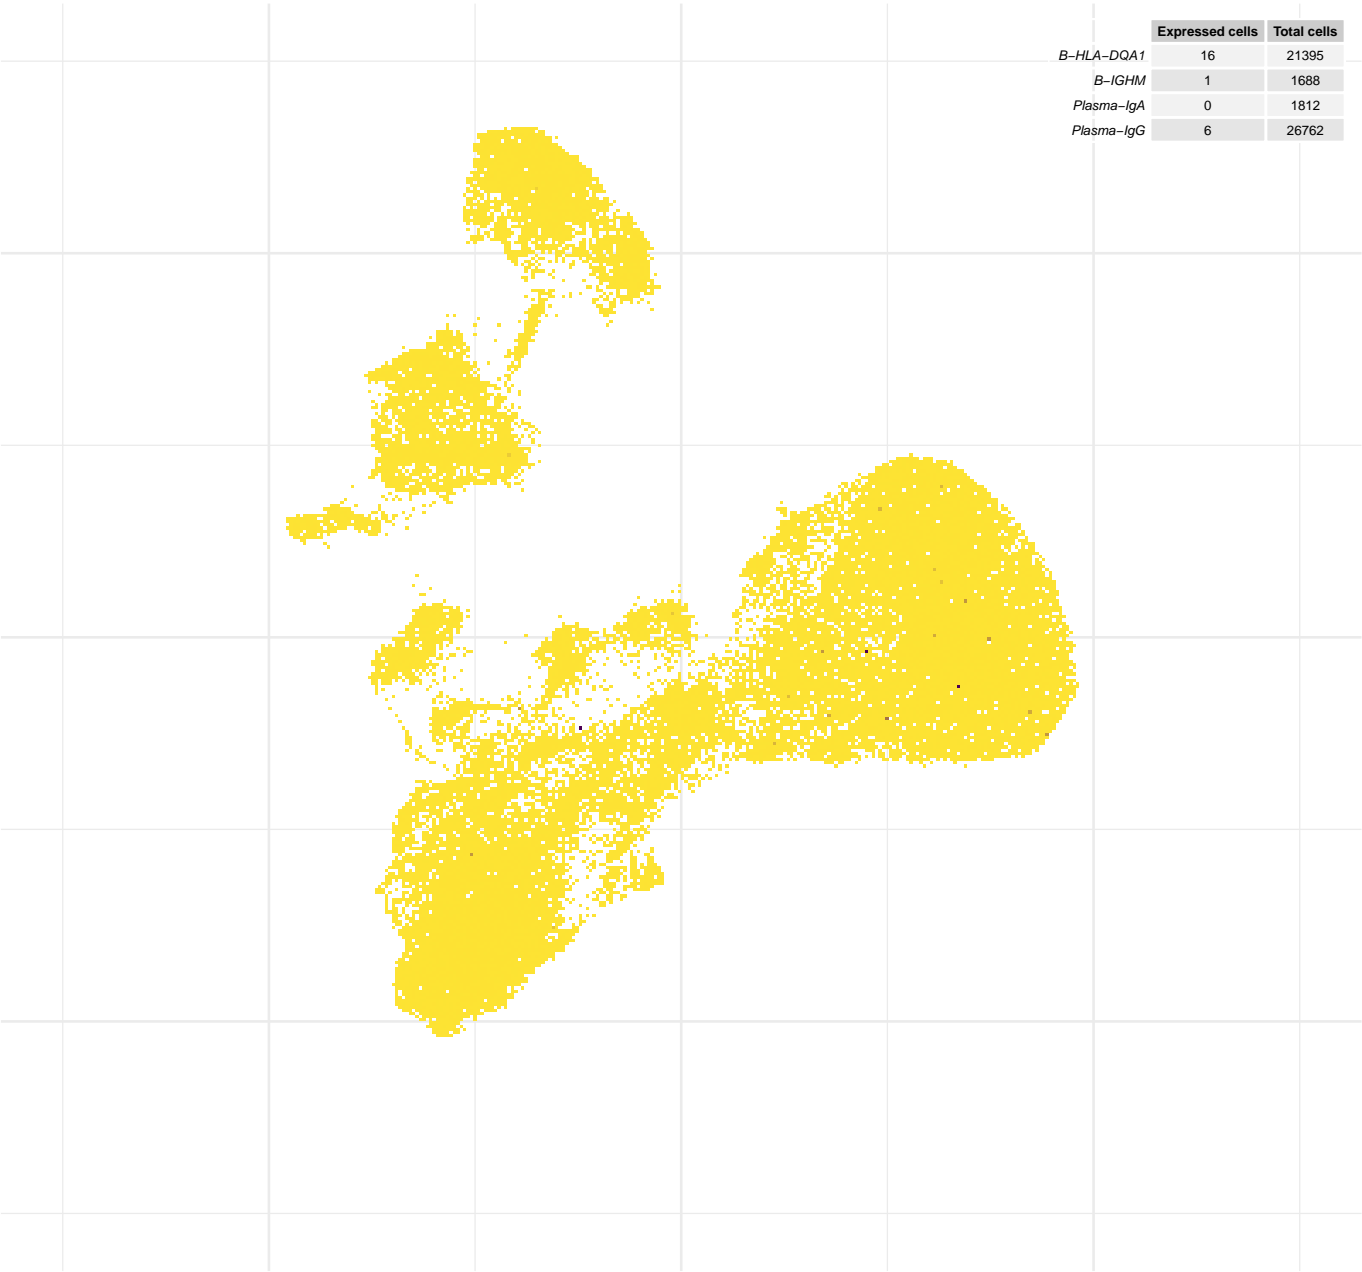 Expressed cells Total cells
B−HLA−DQA1 16 21395
B−IGHM 1 1688
Plasma−IgA 0 1812
Plasma−IgG 6 26762